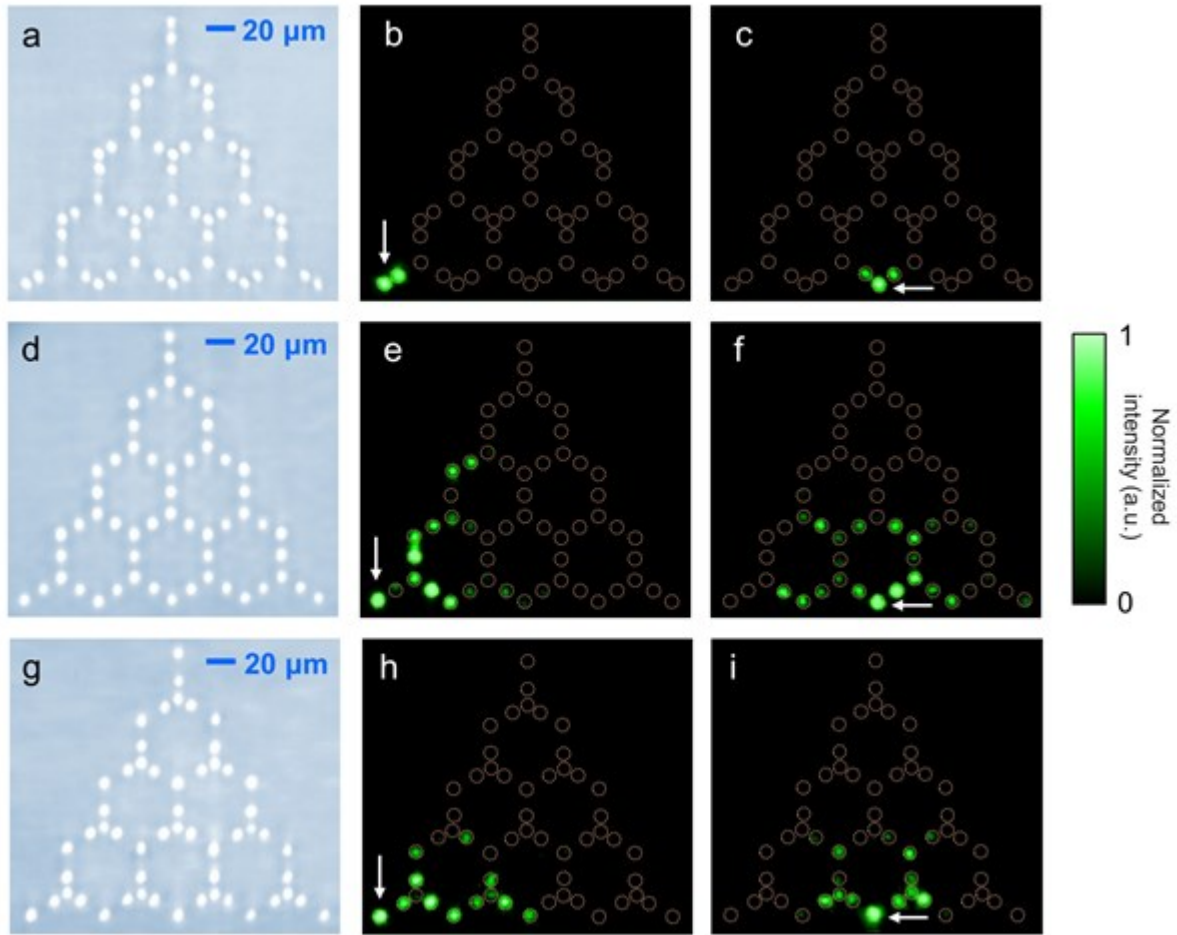 a
20 μm
b
c
d
20 μm
e
f
1
Normalized
intensity (a.u.)
0
g
20 μm
h
i